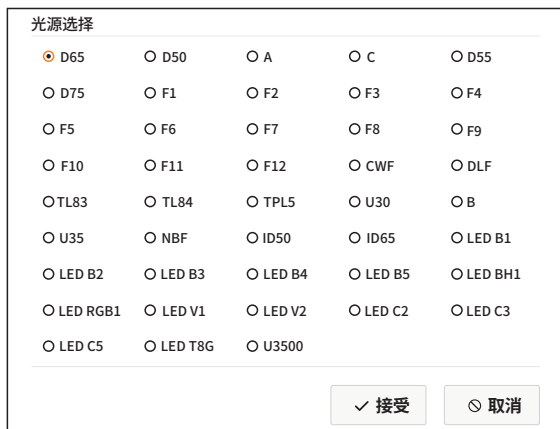 光源选择
D65 D50 A C D55
D75 F1 F2 F3 F4
F5 F6 F7 F8 F9
F10 F11 F12 CWF DLF
TL83 TL84 TPL5 U30 B
U35 NBF ID50 ID65 LED B1
LED B2 LED B3 LED B4 LED B5 LED BH1
LED RGB1 LED V1 LED V2 LED C2 LED C3
LED C5 LED T8G U3500
接受 取消